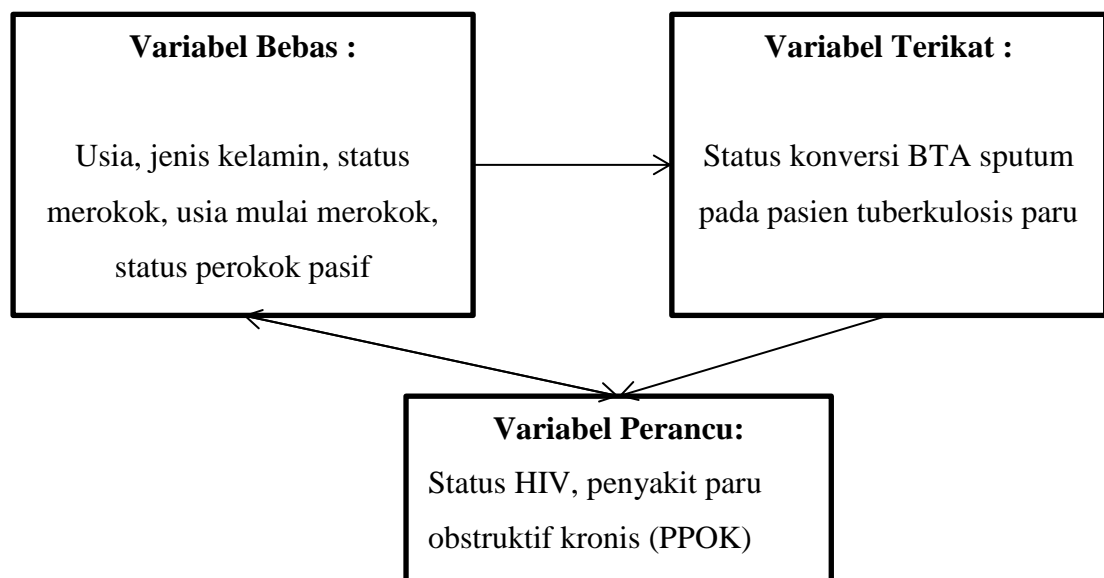 Variabel Bebas :
Usia, jenis kelamin, status
merokok, usia mulai merokok,
status perokok pasif
Variabel Terikat :
Status konversi BTA sputum
pada pasien tuberkulosis paru
Variabel Perancu:
Status HIV, penyakit paru
obstruktif kronis (PPOK)